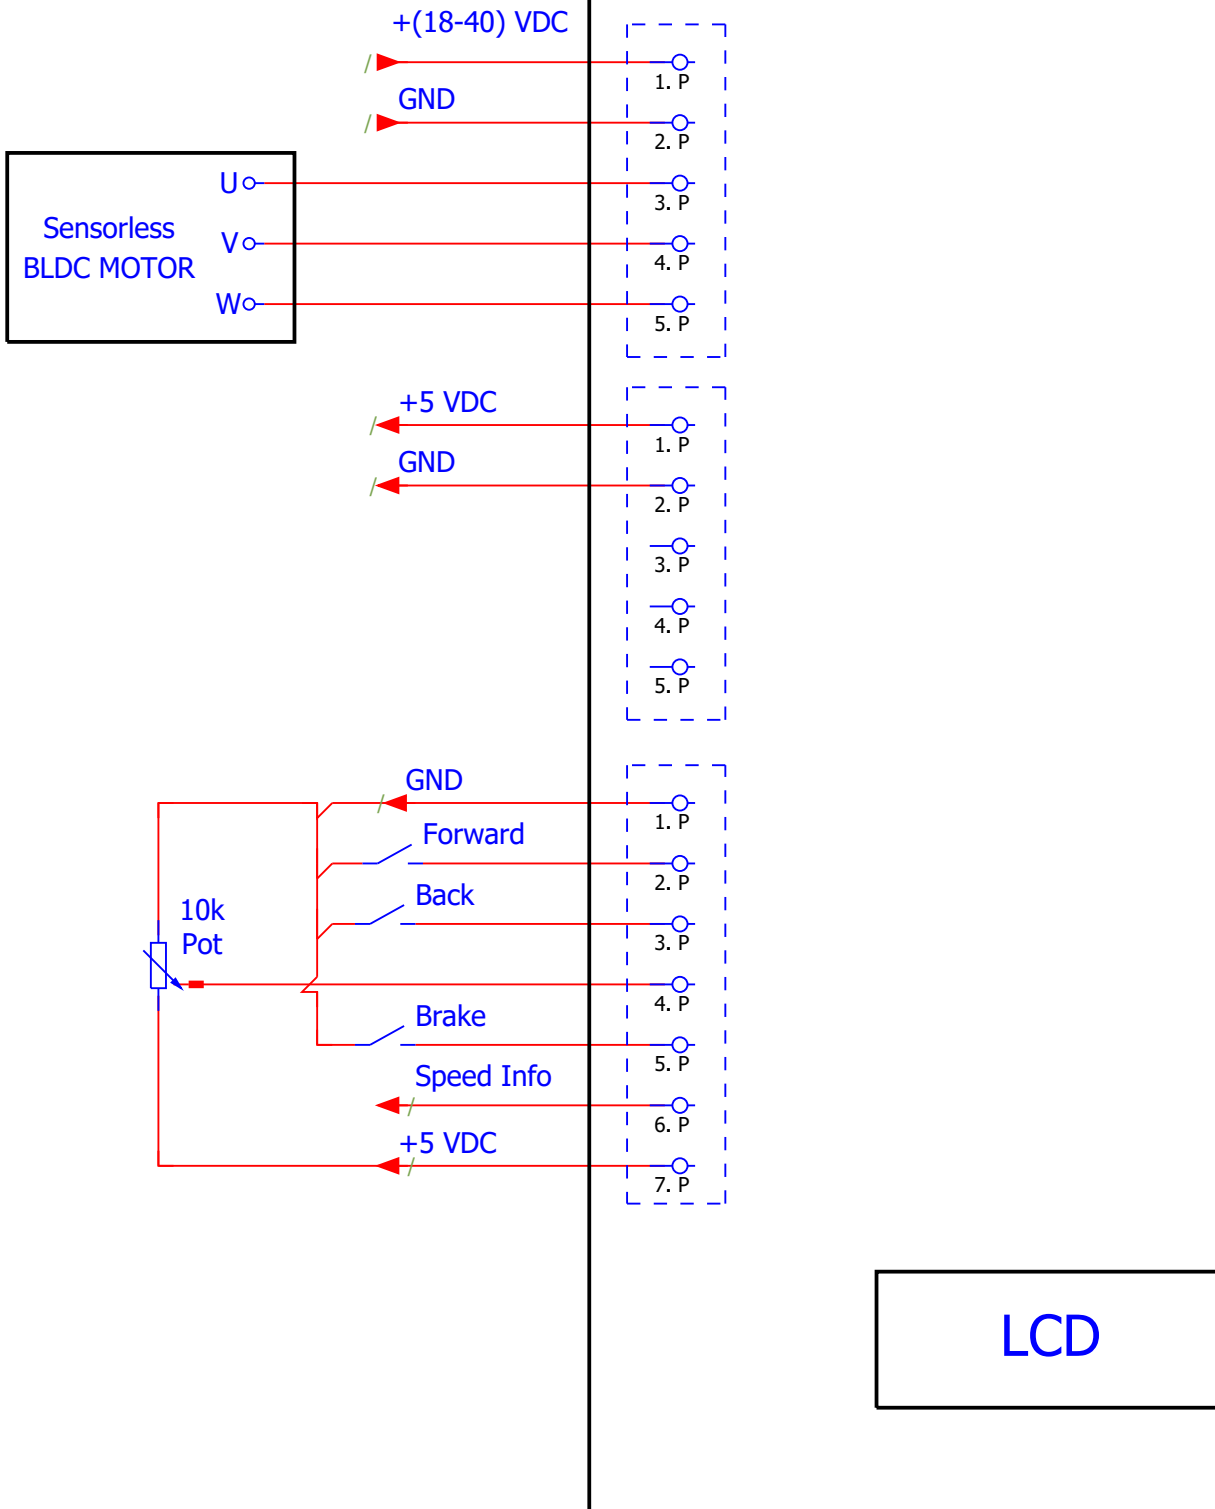 +(18-40) VDC
1. P
GND
2. P
U
3. P
Sensorless
BLDC MOTOR
V
4. P
W
5. P
+5 VDC
1. P
GND
2. P
3. P
4. P
5. P
GND
1. P
Forward
2. P
Back
3. P
10k
Pot
4. P
Brake
5. P
Speed Info
6. P
+5 VDC
7. P
LCD